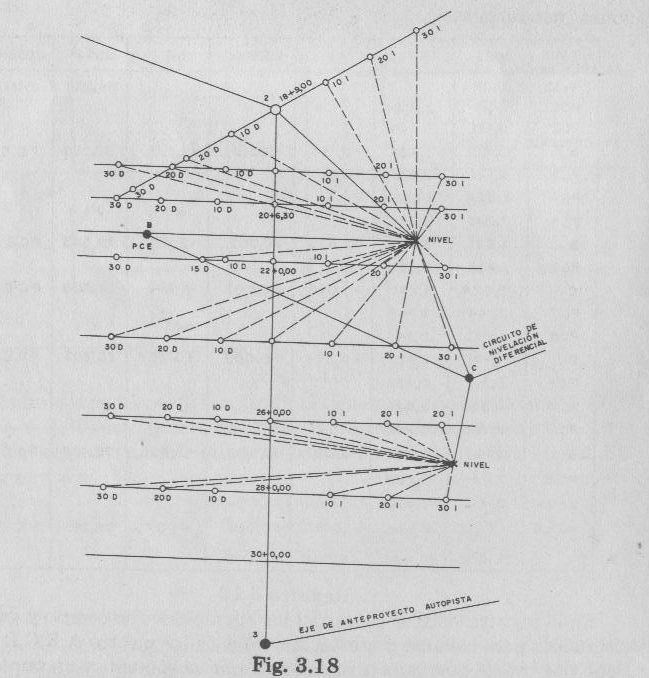 30 I
20 I
10 I
18+9,00
2
10 D
20 D
30 D
30 D
20 D
10 D
10 I
20 I
30 I
30 D
20 D
10 D
20+6,30
10 I
20 I
30 I
B
PCE
NIVEL
30 D
15 D
10 D
22+0,00
10 I
20 I
30 I
30 D
20 D
10 D
10 I
20 I
30 I
CIRCUITO DE
NIVELACIÓN
DIFERENCIAL
C
30 D
20 D
10 D
26+0,00
10 I
20 I
20 I
NIVEL
30 D
20 D
10 D
28+0,00
10 I
20 I
30 I
30+0,00
3
EJE DE ANTEPROYECTO AUTOPISTA
Fig. 3.18